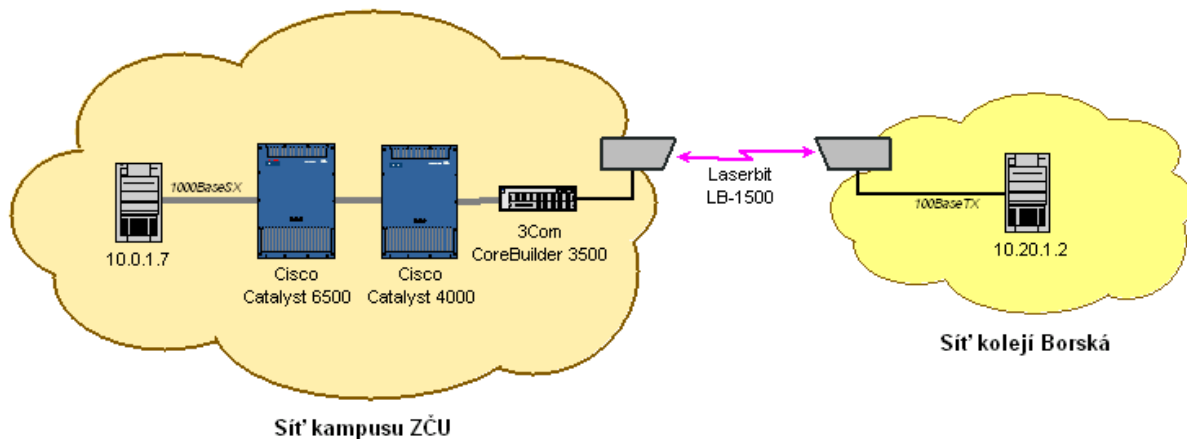 1000BaseSX
10.0.1.7
Cisco
Catalyst 6500
Cisco
Catalyst 4000
3Com
CoreBuilder 3500
Laserbit
LB-1500
100BaseTX
10.20.1.2
Síť kolejí Borská
Síť kampusu ZČU